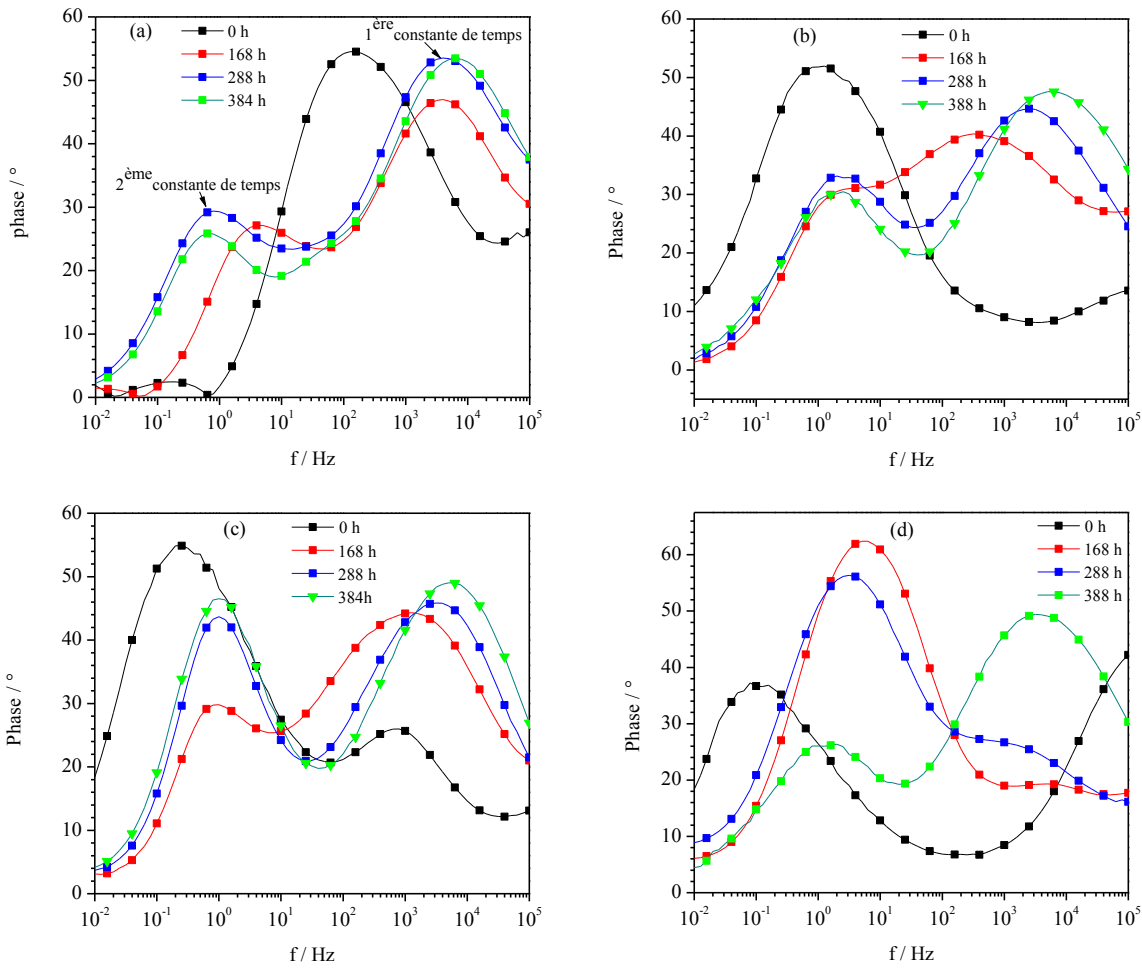 (a)
0 h
168 h
288 h
384 h
1ère constante de temps
2ème constante de temps
phase / °
60
50
40
30
20
10
0
10-2 10-1 100 101 102 103 104 105
f / Hz
(b)
0 h
168 h
288 h
388 h
Phase / °
60
50
40
30
20
10
0
10-2 10-1 100 101 102 103 104 105
f / Hz
(c)
0 h
168 h
288 h
384h
Phase / °
60
50
40
30
20
10
0
10-2 10-1 100 101 102 103 104 105
f / Hz
(d)
0 h
168 h
288 h
388 h
Phase / °
60
50
40
30
20
10
0
10-2 10-1 100 101 102 103 104 105
f / Hz